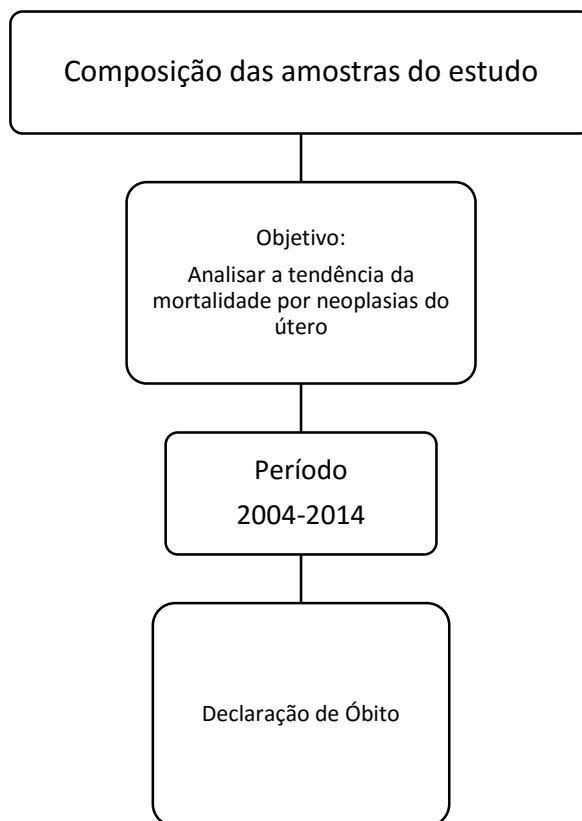 Composição das amostras do estudo
Objetivo:
Analisar a tendência da
mortalidade por neoplasias do
útero
Período
2004-2014
Declaração de Óbito